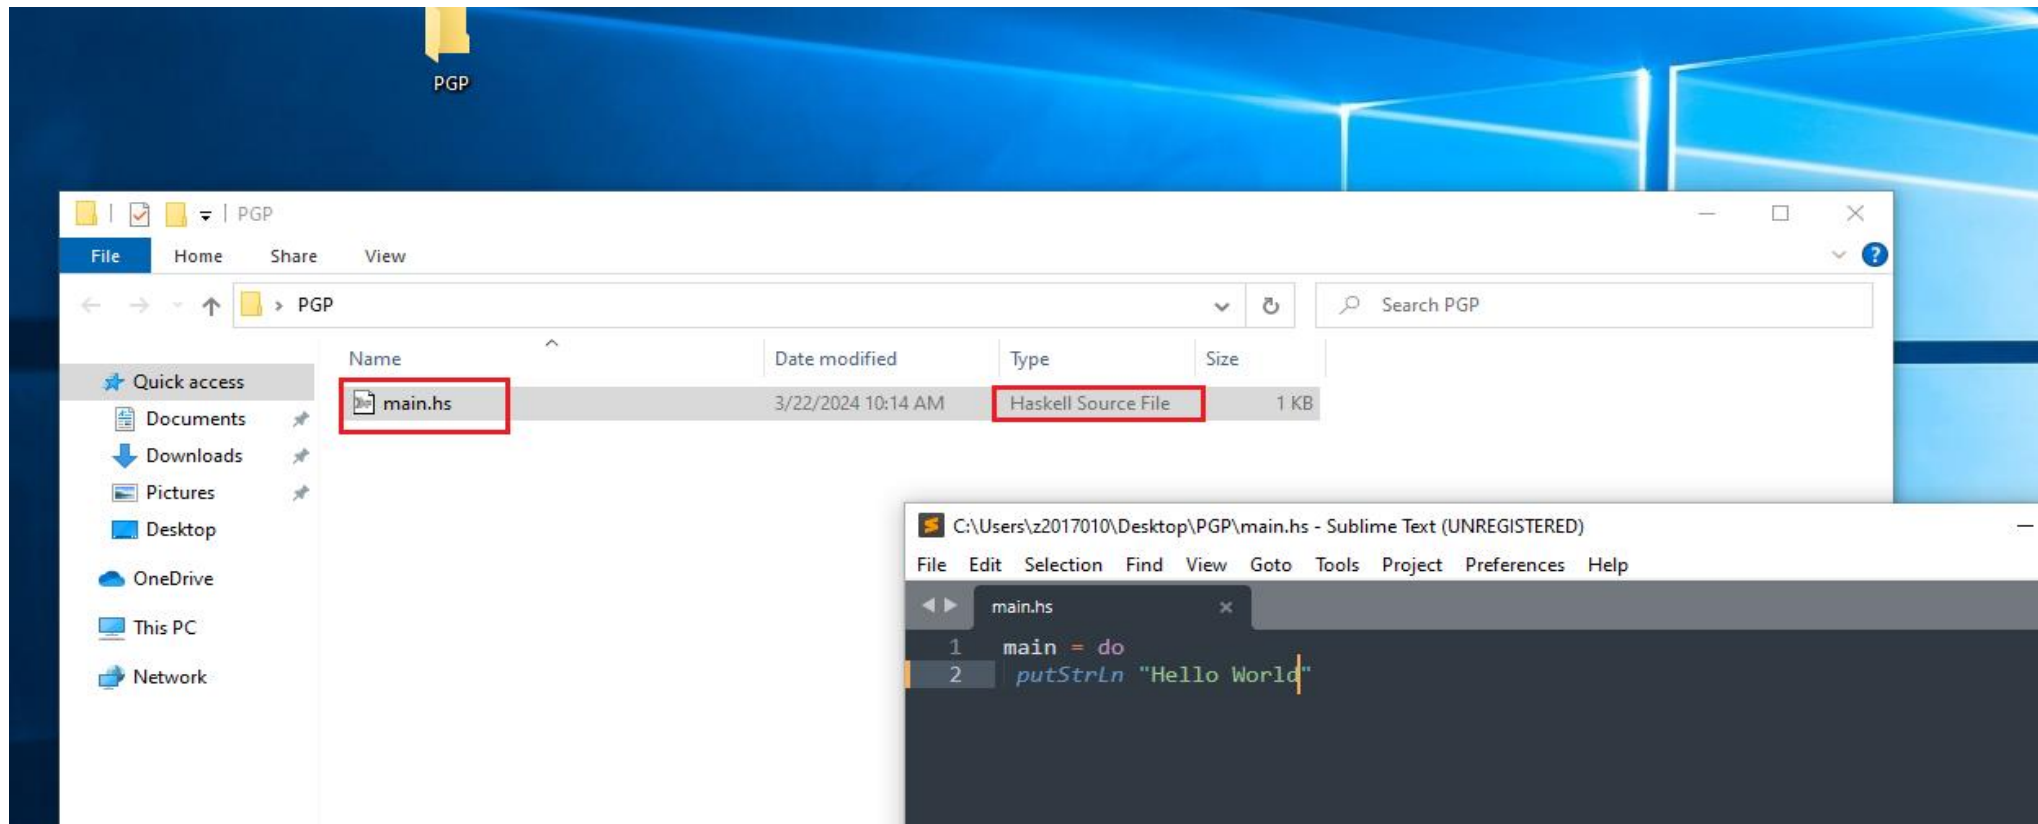 PGP
PGP
File Home Share View
PGP
Search PGP
Name Date modified Type Size
main.hs 3/22/2024 10:14 AM Haskell Source File 1 KB
Quick access
Documents
Downloads
Pictures
Desktop
OneDrive
This PC
Network
C:\Users\z2017010\Desktop\PGP\main.hs - Sublime Text (UNREGISTERED)
File Edit Selection Find View Goto Tools Project Preferences Help
main.hs
1 main = do
2 putStrLn "Hello World"